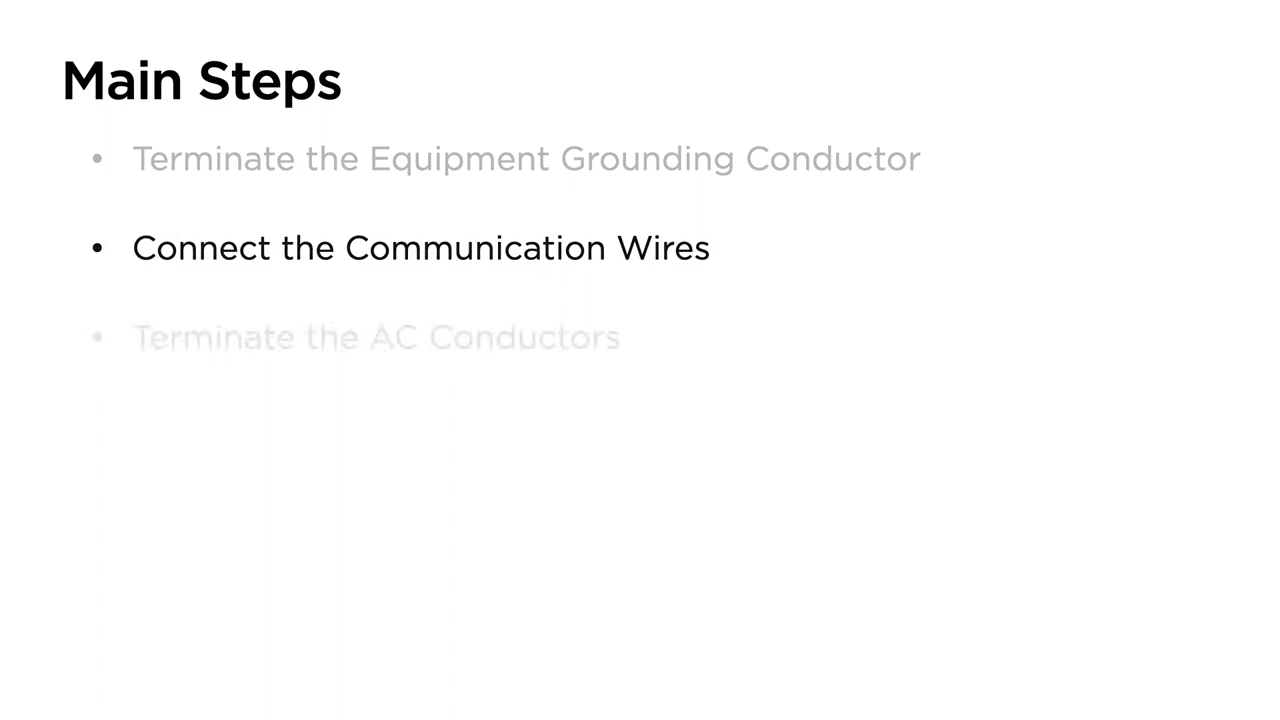 Main Steps
• Terminate the Equipment Grounding Conductor
• Connect the Communication Wires
• Terminate the AC Conductors